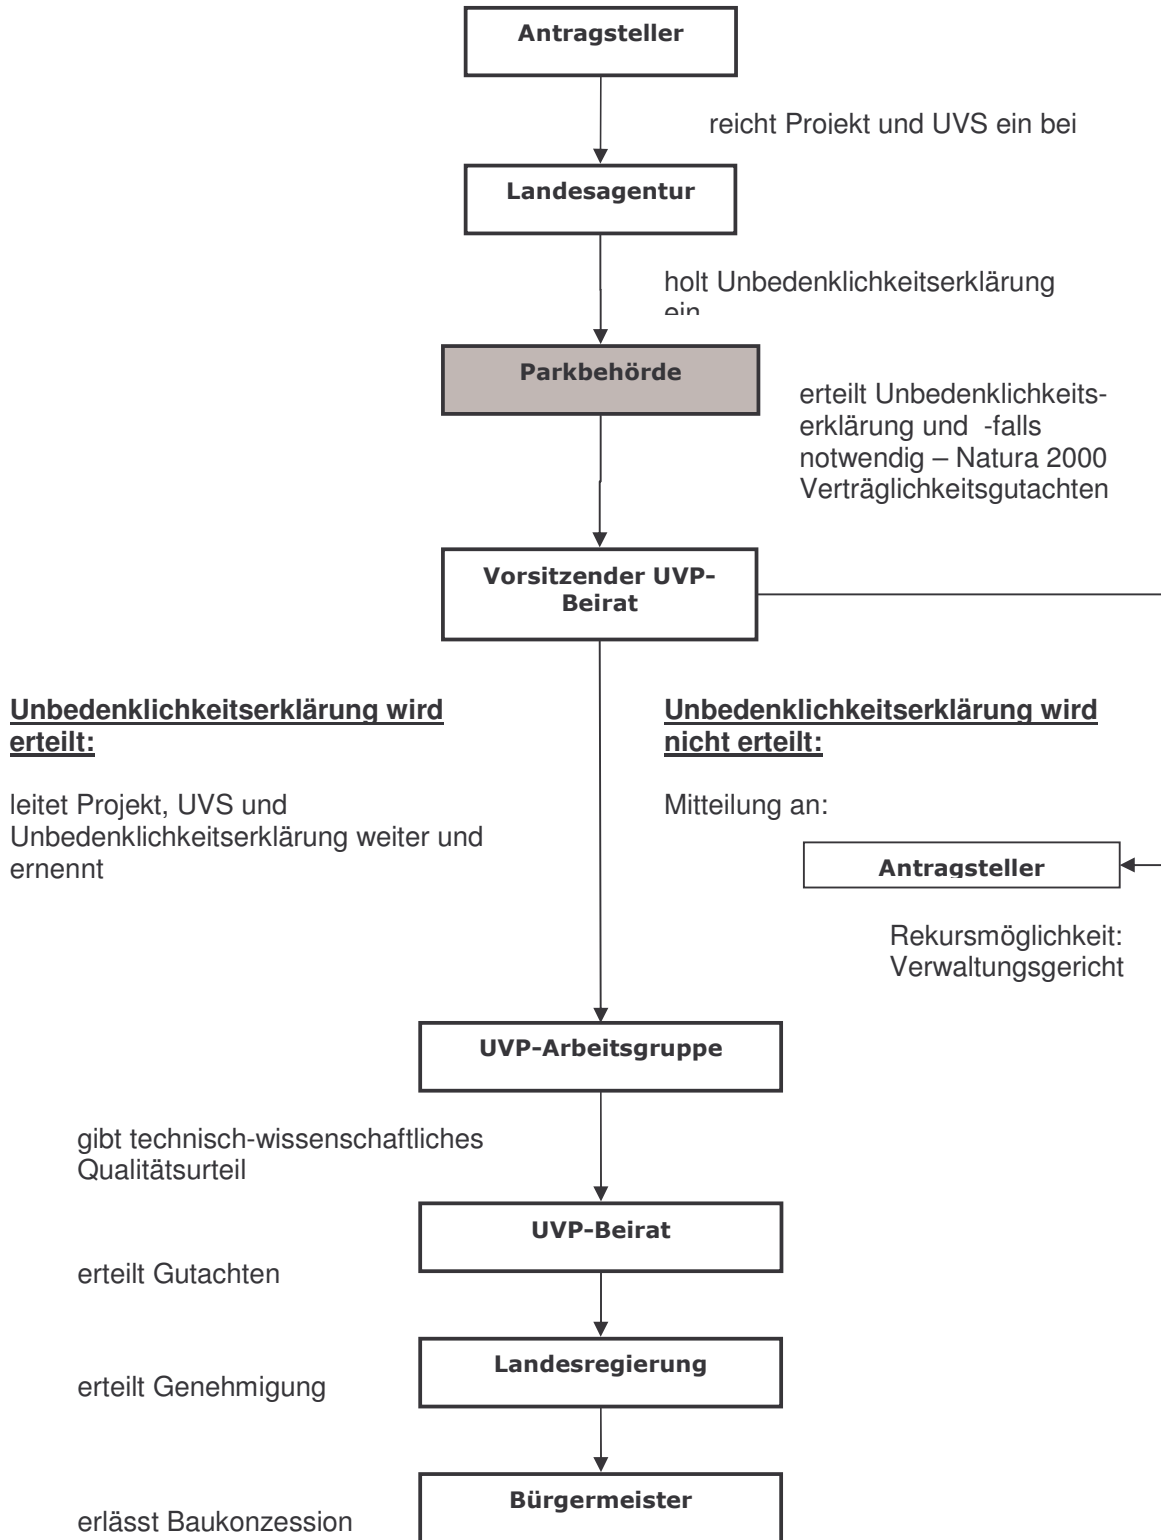 Antragsteller
reicht Projekt und UVS ein bei
Landesagentur
holt Unbedenklichkeitserklärung
ein
Parkbehörde
erteilt Unbedenklichkeits-
erklärung und -falls
notwendig – Natura 2000
Verträglichkeitsgutachten
Vorsitzender UVP-
Beirat
Unbedenklichkeitserklärung wird
erteilt:
leitet Projekt, UVS und
Unbedenklichkeitserklärung weiter und
ernennt
Unbedenklichkeitserklärung wird
nicht erteilt:
Mitteilung an:
Antragsteller
Rekursmöglichkeit:
Verwaltungsgericht
UVP-Arbeitsgruppe
gibt technisch-wissenschaftliches
Qualitätsurteil
UVP-Beirat
erteilt Gutachten
Landesregierung
erteilt Genehmigung
Bürgermeister
erlässt Baukonzession